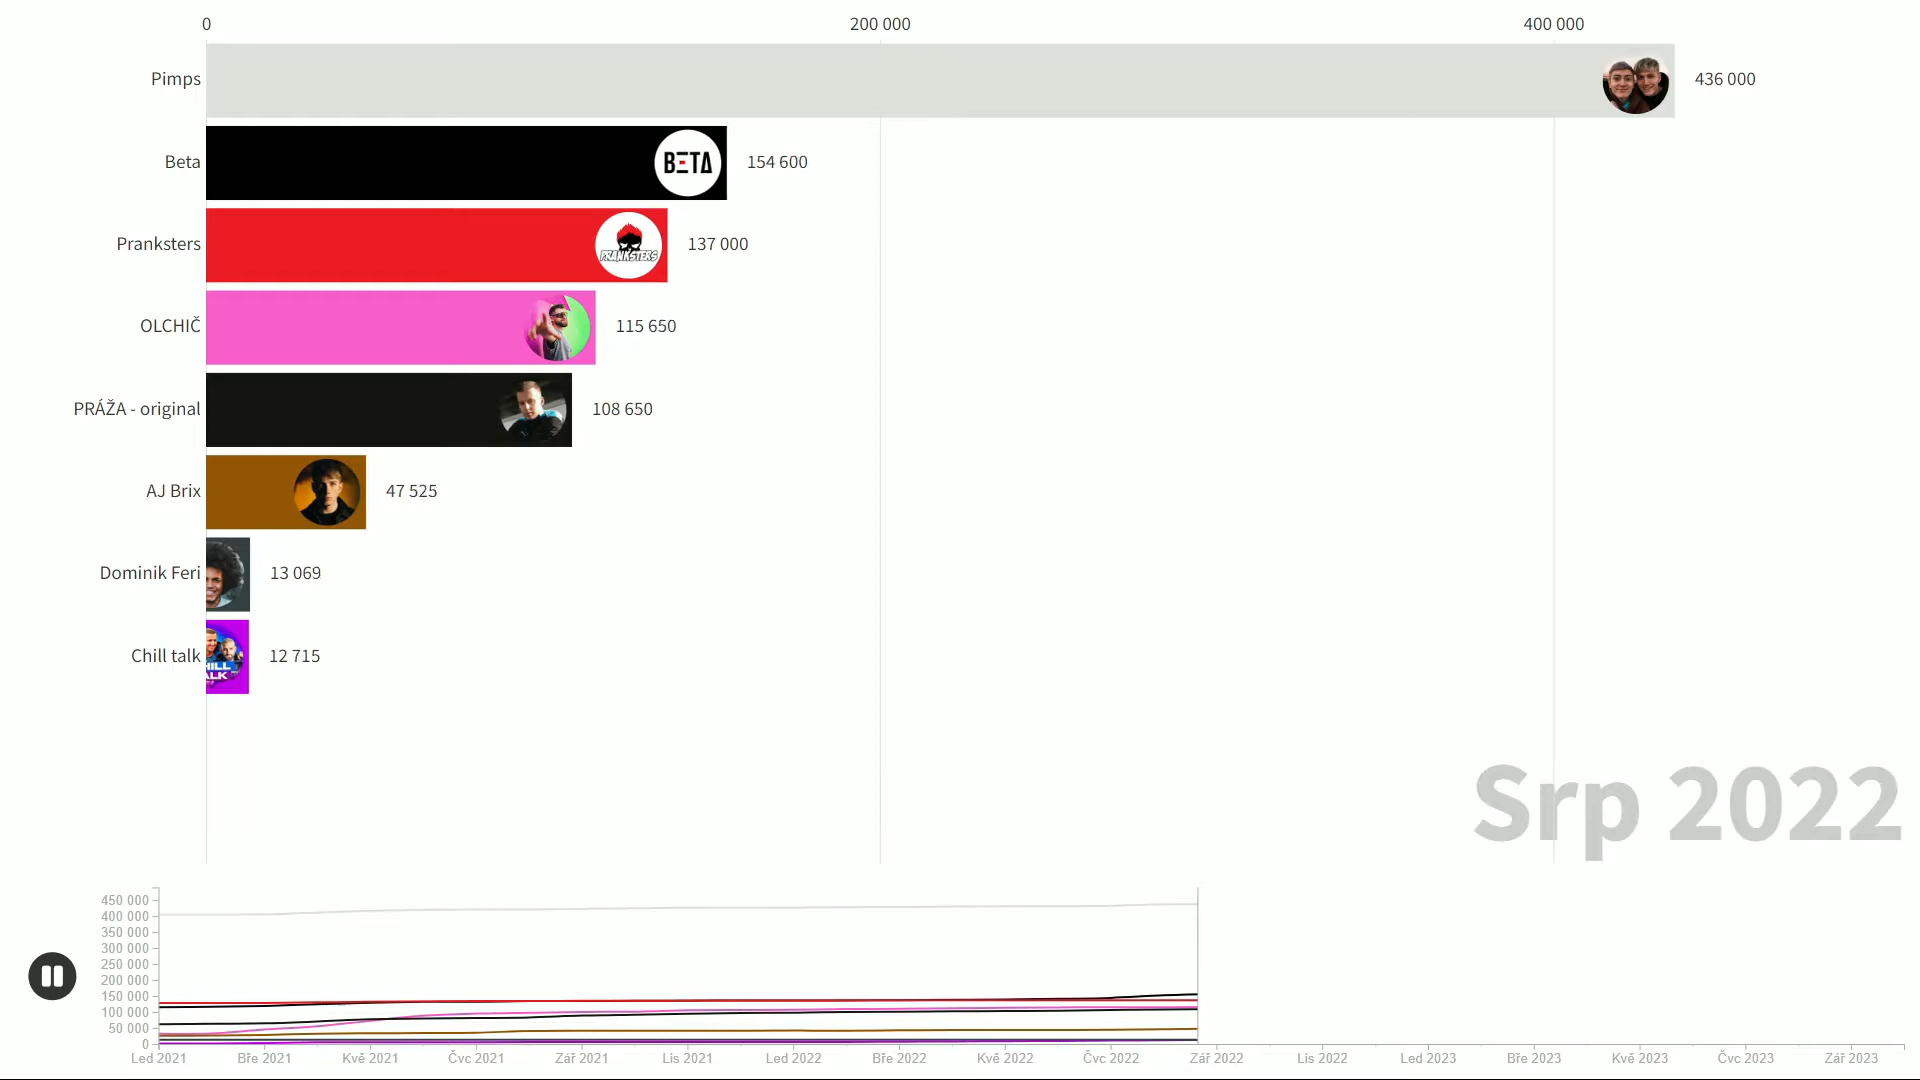 0 200 000 400 000
Pimps 436 000
Beta BETA 154 600
Pranksters PRANKSTERS 137 000
OLCHIČ 115 650
PRÁŽA - original 108 650
AJ Brix 47 525
Dominik Feri 13 069
Chill talk 12 715
HILL
ALK
Srp 2022
450 000
400 000
350 000
300 000
250 000
200 000
150 000
100 000
50 000
0
Led 2021 Bře 2021 Kvě 2021 Čvc 2021 Zář 2021 Lis 2021 Led 2022 Bře 2022 Kvě 2022 Čvc 2022 Zář 2022 Lis 2022 Led 2023 Bře 2023 Kvě 2023 Čvc 2023 Zář 2023